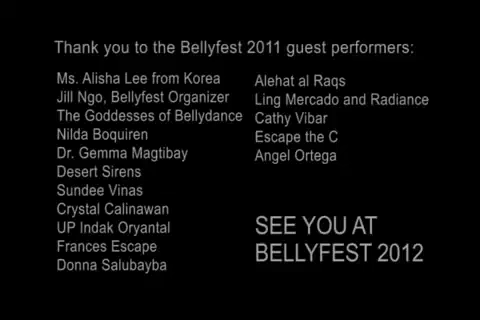 Thank you to the Bellyfest 2011 guest performers:
Ms. Alisha Lee from Korea
Jill Ngo, Bellyfest Organizer
The Goddesses of Bellydance
Nilda Boquiren
Dr. Gemma Magtibay
Desert Sirens
Sundee Vinas
Crystal Calinawan
UP Indak Oryantal
Frances Escape
Donna Salubayba
Alehat al Raqs
Ling Mercado and Radiance
Cathy Vibar
Escape the C
Angel Ortega
SEE YOU AT
BELLYFEST 2012